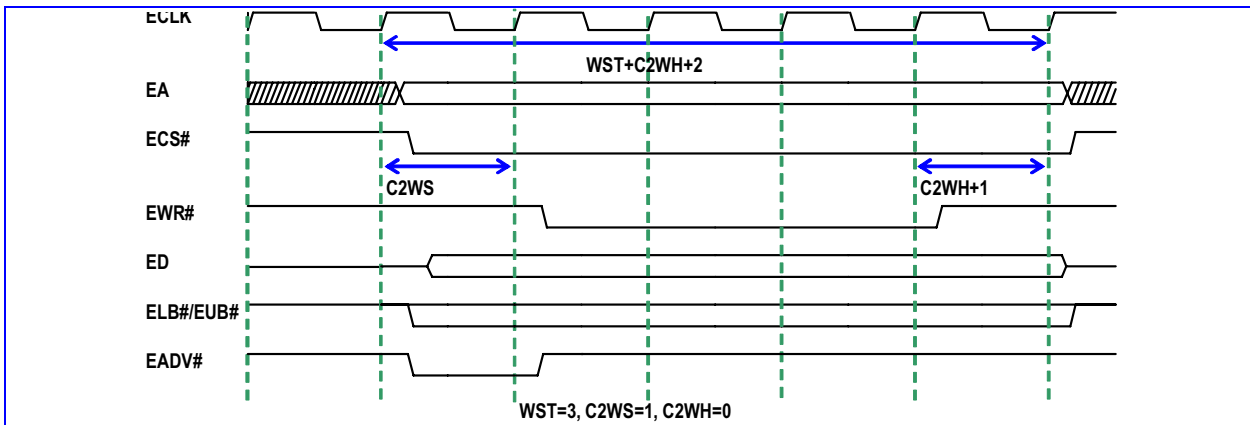 ECLK
WST+C2WH+2
EA
ECS#
C2WS
C2WH+1
EWR#
ED
ELB#/EUB#
EADV#
WST=3, C2WS=1, C2WH=0